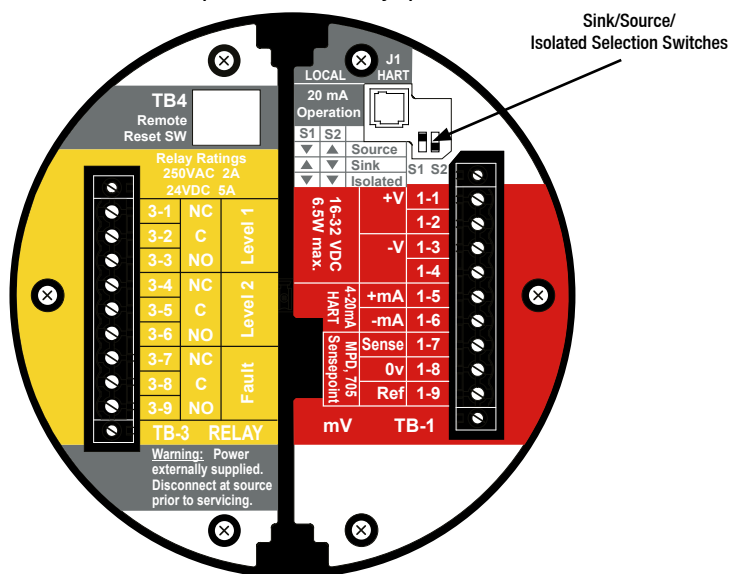 Sink/Source/
Isolated Selection Switches
J1
LOCAL HART
20 mA
Operation
S1 S2
▼ ▲ Source
▲ ▼ Sink
▼ ▼ Isolated
S1 S2
TB4
Remote
Reset SW
Relay Ratings
250VAC 2A
24VDC 5A
3-1 NC
3-2 C
3-3 NO
Level 1
3-4 NC
3-5 C
3-6 NO
Level 2
3-7 NC
3-8 C
3-9 NO
Fault
TB-3 RELAY
Warning: Power
externally supplied.
Disconnect at source
prior to servicing.
16-32 VDC
6.5W max.
+V 1-1
1-2
-V 1-3
1-4
4-20mA
HART
+mA 1-5
-mA 1-6
MPD, 705
Sensepoint
Sense 1-7
0v 1-8
Ref 1-9
mV TB-1